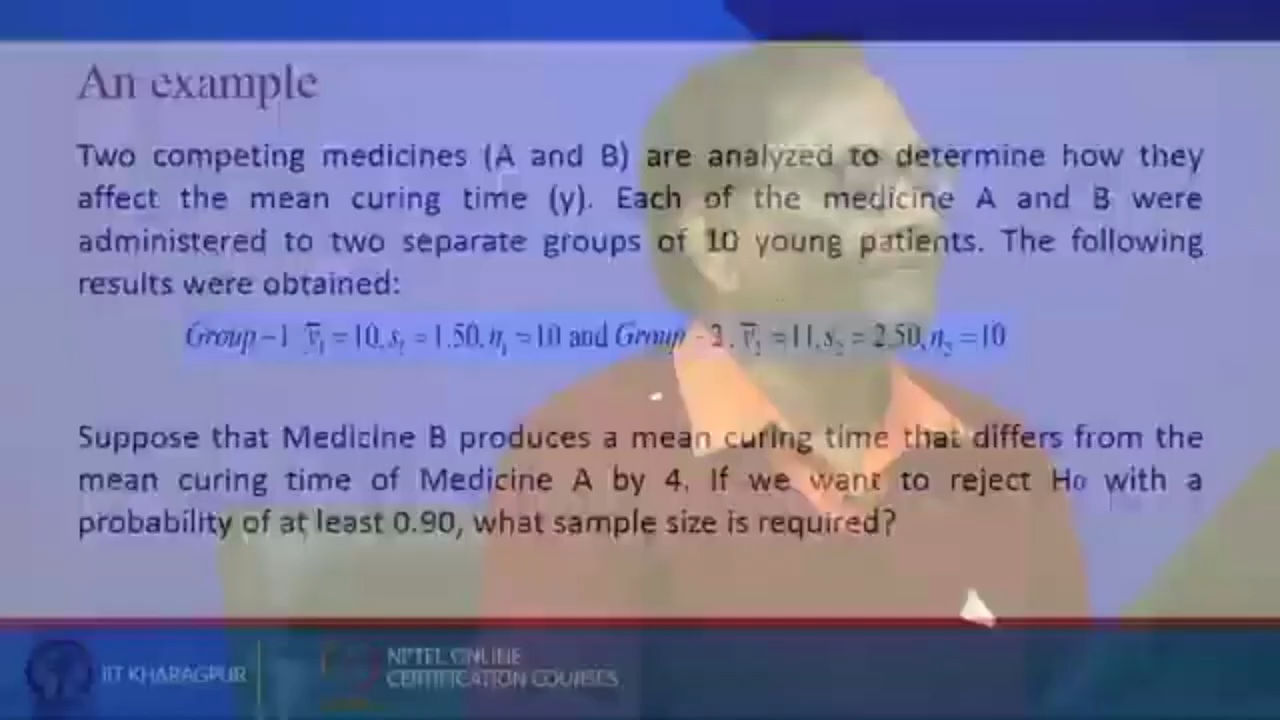 An example
Two competing medicines (A and B) are analyzed to determine how they
affect the mean curing time (y). Each of the medicine A and B were
administered to two separate groups of 10 young patients. The following
results were obtained:
Group – 1 y̅₁ = 10, s₁ = 1.50, n₁ = 10 and Group - 2, y̅₂ = 11, s₂ = 2.50, n₂ = 10
Suppose that Medicine B produces a mean curing time that differs from the
mean curing time of Medicine A by 4. If we want to reject H₀ with a
probability of at least 0.90, what sample size is required?
IIT KHARAGPUR
NPTEL ONLINE
CERTIFICATION COURSES